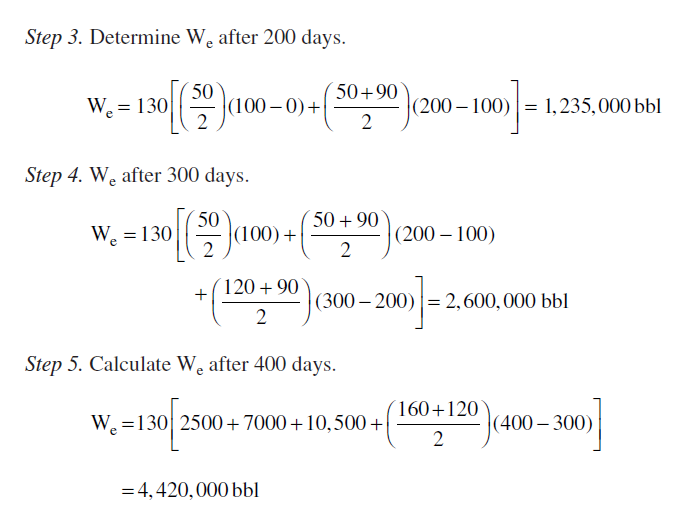 Step 3. Determine We after 200 days.
We = 130[(50/2)(100 – 0) + (50+90/2)(200 – 100)] = 1,235,000 bbl
Step 4. We after 300 days.
We = 130[(50/2)(100) + (50 + 90/2)(200 – 100)
+ (120 + 90/2)(300 – 200)] = 2,600,000 bbl
Step 5. Calculate We after 400 days.
We =130[2500 + 7000 + 10,500 + (160+120/2)(400 – 300)]
= 4,420,000 bbl